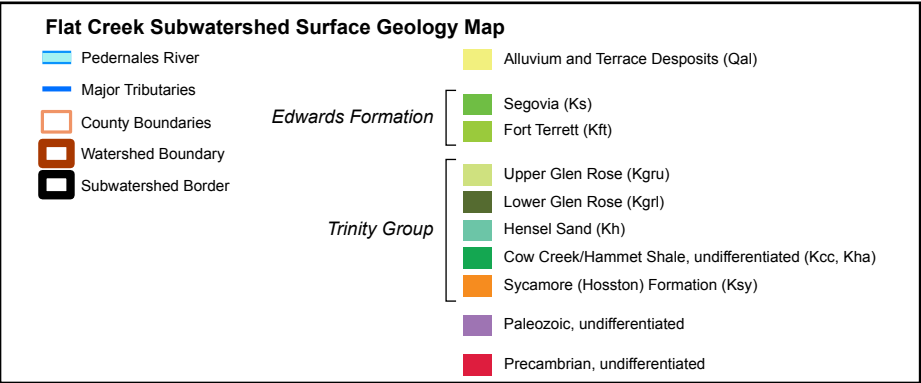 Flat Creek Subwatershed Surface Geology Map
Pedernales River
Major Tributaries
County Boundaries
Watershed Boundary
Subwatershed Border
Alluvium and Terrace Desposits (Qal)
Edwards Formation
Segovia (Ks)
Fort Terrett (Kft)
Trinity Group
Upper Glen Rose (Kgru)
Lower Glen Rose (Kgrl)
Hensel Sand (Kh)
Cow Creek/Hammet Shale, undifferentiated (Kcc, Kha)
Sycamore (Hosston) Formation (Ksy)
Paleozoic, undifferentiated
Precambrian, undifferentiated